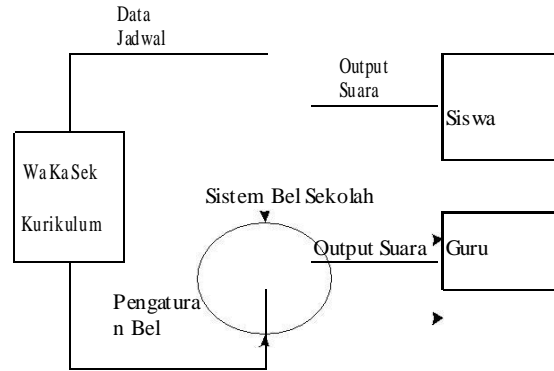 Data
Jadwal
Output
Suara
Siswa
WaKaSek
Kurikulum
Sistem Bel Sekolah
Output Suara
Guru
Pengatura
n Bel